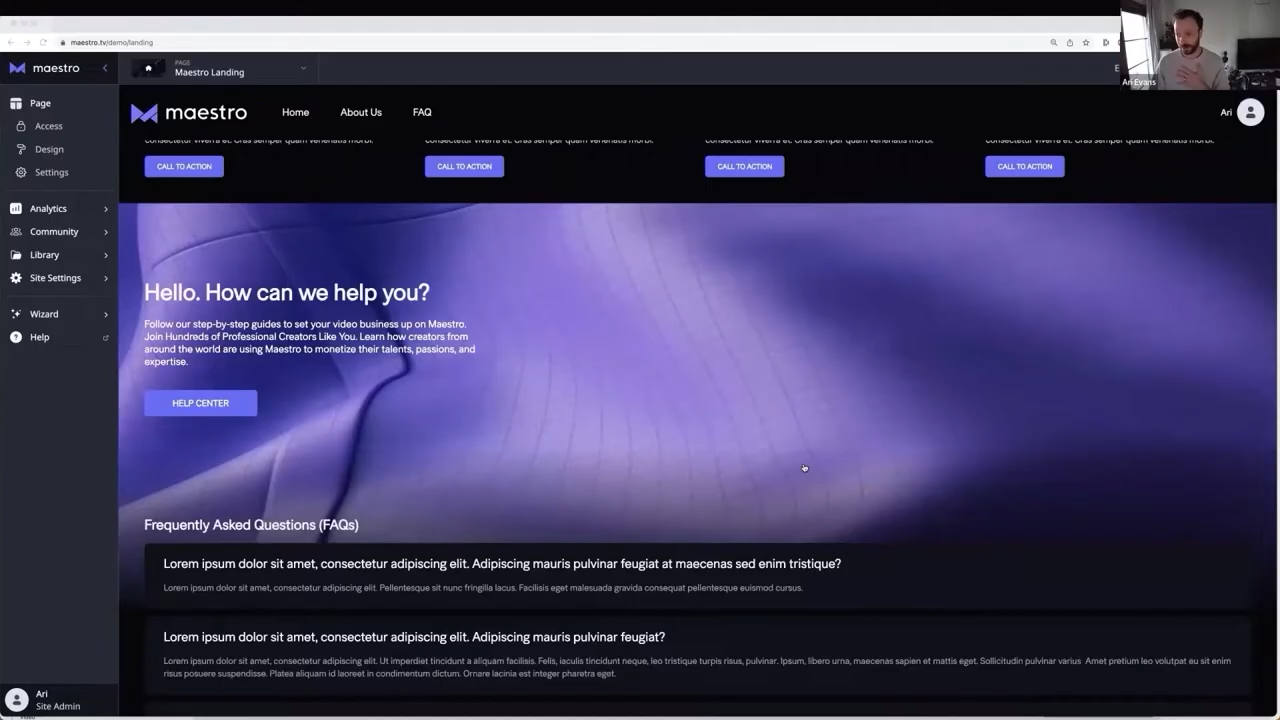 maestro.tv/demo/landing
maestro
PAGE
Maestro Landing
Ari Evans
Page
Access
Design
Settings
Analytics
Community
Library
Site Settings
Wizard
Help
Ari
Site Admin
maestro
Home
About Us
FAQ
Ari
CALL TO ACTION
CALL TO ACTION
CALL TO ACTION
CALL TO ACTION
Hello. How can we help you?
Follow our step-by-step guides to set your video business up on Maestro.
Join Hundreds of Professional Creators Like You. Learn how creators from
around the world are using Maestro to monetize their talents, passions, and
expertise.
HELP CENTER
Frequently Asked Questions (FAQs)
Lorem ipsum dolor sit amet, consectetur adipiscing elit. Adipiscing mauris pulvinar feugiat at maecenas sed enim tristique?
Lorem ipsum dolor sit amet, consectetur adipiscing elit. Pellentesque sit nunc fringilla lacus. Facilisis eget malesuada gravida consequat pellentesque euismod cursus.
Lorem ipsum dolor sit amet, consectetur adipiscing elit. Adipiscing mauris pulvinar feugiat?
Lorem ipsum dolor sit amet, consectetur adipiscing elit. Ut imperdiet tincidunt a aliquam facilisis. Felis, iaculis tincidunt neque, leo tristique turpis risus, pulvinar. Ipsum, libero urna, maecenas sapien et mattis eget. Sollicitudin pulvinar varius Amet pretium leo volutpat eu sit enim
risus posuere suspendisse. Platea aliquam id laoreet in condimentum dictum. Ornare lacinia est integer pharetra eget.